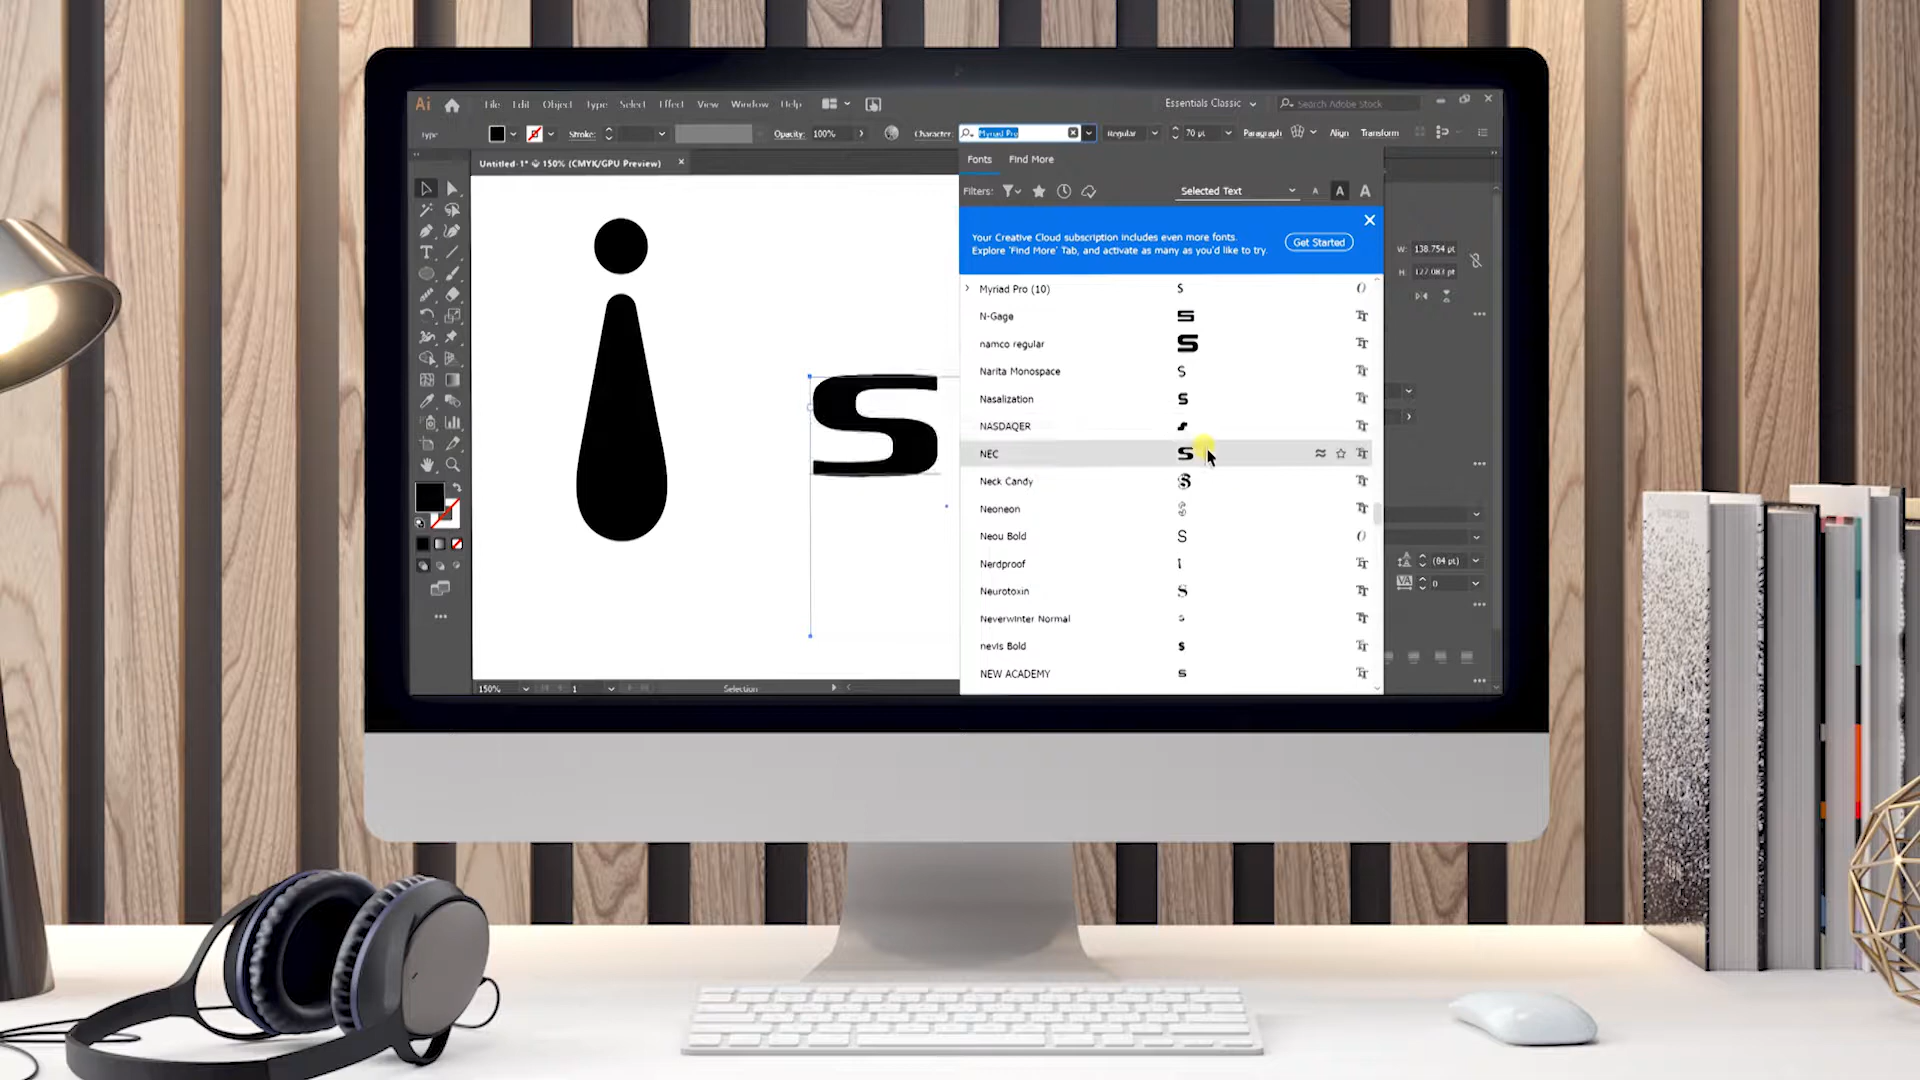 Ai File Edit Object Type Select Effect View Window Help Essentials Classic Search Adobe Stock
Type Stroke: Opacity: 100% Character: Myriad Pro Regular 70 pt Paragraph Align Transform
Untitled-1* @ 150% (CMYK/GPU Preview)
Fonts Find More
Filters: Selected Text A A A
Your Creative Cloud subscription includes even more fonts.
Explore 'Find More' Tab, and activate as many as you'd like to try.
Get Started
W: 138.754 pt
H: 127.083 pt
Myriad Pro (10) S
N-Gage S
namco regular S
Narita Monospace S
Nasalization S
NASDAQER
NEC S
Neck Candy S
Neoneon S
Neou Bold S
Nerdproof
Neurotoxin S
Neverwinter Normal S
nevis Bold S
NEW ACADEMY S
S
(84 pt)
VA 0
150% 1 Selection